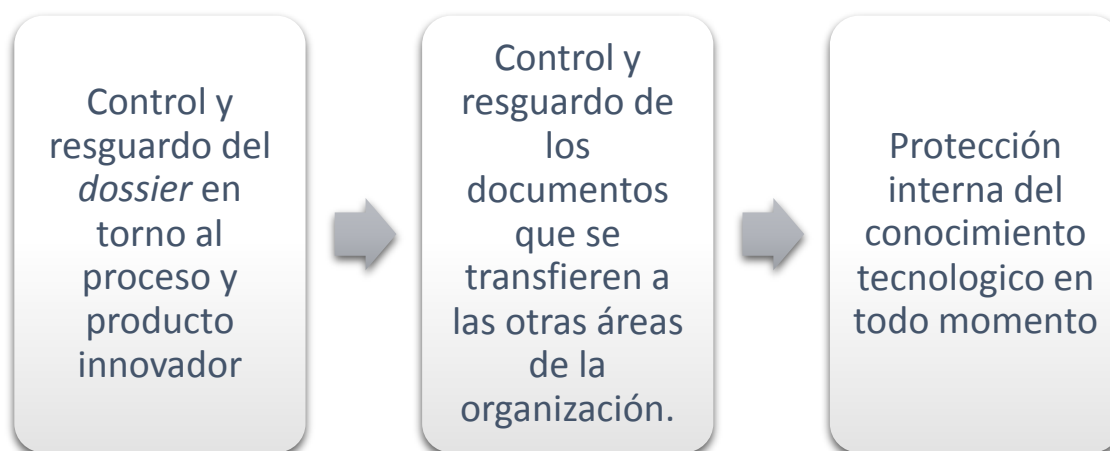 Control y
resguardo del
dossier en
torno al
proceso y
producto
innovador
Control y
resguardo de
los
documentos
que se
transfieren a
las otras áreas
de la
organización.
Protección
interna del
conocimiento
tecnologico en
todo momento